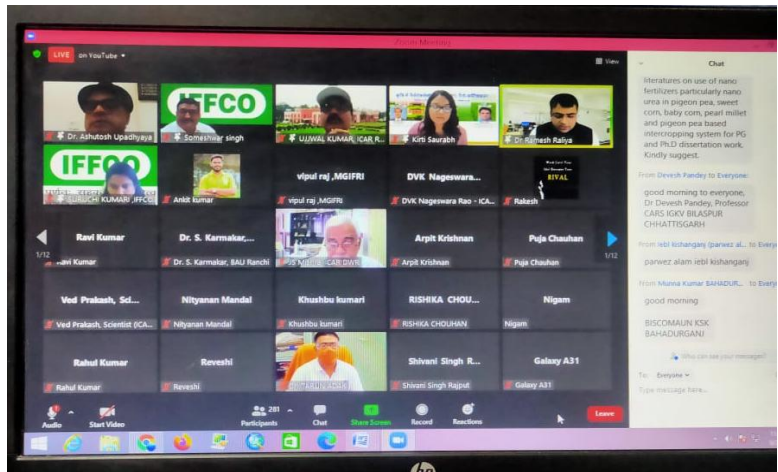 Zoom Meeting
LIVE on YouTube
View
IFFCO
Dr. Ashutosh Upadhyaya
Someshwar singh
UJJWAL KUMAR, ICAR R...
Kirti Saurabh
Dr Ramesh Raliya
IFFCO
SURUCHI KUMARI ,IFFCO
Ankit kumar
vipul raj ,MGIFRI
vipul raj ,MGIFRI
DVK Nageswara...
DVK Nageswara Rao - ICA...
RIVAL
Rakesh
1/12
Ravi Kumar
Ravi Kumar
Dr. S. Karmakar,...
Dr. S. Karmakar, BAU Ranchi
Arpit Krishnan
Arpit Krishnan
Puja Chauhan
Puja Chauhan
1/12
Ved Prakash, Sci...
Ved Prakash, Scientist (ICA...
Nityanan Mandal
Nityanan Mandal
Khushbu kumari
Khushbu kumari
RISHIKA CHOU...
RISHIKA CHOUHAN
Nigam
Nigam
Rahul Kumar
Rahul Kumar
Reveshi
Reveshi
Shivani Singh R...
Shivani Singh Rajput
Galaxy A31
Galaxy A31
Audio
Start Video
281
Participants
Chat
Share Screen
Record
Reactions
Leave
Chat
literatures on use of nano
fertilizers particularly nano
urea in pigeon pea, sweet
corn, baby corn, pearl millet
and pigeon pea based
intercropping system for PG
and Ph.D dissertation work.
Kindly suggest.
From Devesh Pandey to Everyone:
good morning to everyone,
Dr Devesh Pandey, Professor
CARS IGKV BILASPUR
CHHATTISGARH
From iebl kishanganj (parwez al... to Every
parwez alam iebl kishanganj
From Munna Kumar BAHADUR... to Every
good morning
BISCOMAUN KSK
BAHADURGANJ
Who can see your messages?
To: Everyone
Type message here...
hp